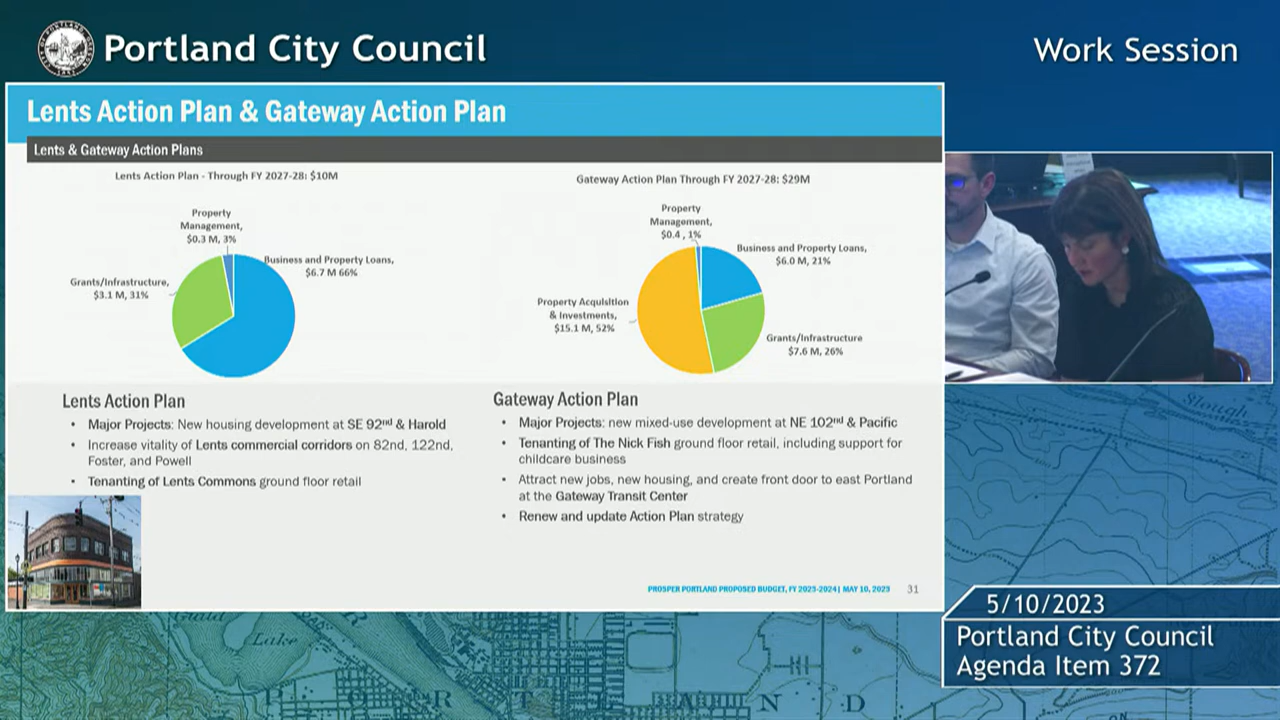 Portland City Council
Work Session
Lents Action Plan & Gateway Action Plan
Lents & Gateway Action Plans
Lents Action Plan - Through FY 2027-28: $10M
Property
Management,
$0.3 M, 3%
Business and Property Loans,
$6.7 M 66%
Grants/Infrastructure,
$3.1 M, 31%
Gateway Action Plan Through FY 2027-28: $29M
Property
Management,
$0.4 , 1%
Business and Property Loans,
$6.0 M, 21%
Property Acquisition
& Investments,
$15.1 M, 52%
Grants/Infrastructure
$7.6 M, 26%
Lents Action Plan
• Major Projects: New housing development at SE 92nd & Harold
• Increase vitality of Lents commercial corridors on 82nd, 122nd,
Foster, and Powell
• Tenanting of Lents Commons ground floor retail
Gateway Action Plan
• Major Projects: new mixed-use development at NE 102nd & Pacific
• Tenanting of The Nick Fish ground floor retail, including support for
childcare business
• Attract new jobs, new housing, and create front door to east Portland
at the Gateway Transit Center
• Renew and update Action Plan strategy
PROSPER PORTLAND PROPOSED BUDGET, FY 2023-2024| MAY 10, 2023
31
Slough
5/10/2023
Portland City Council
Agenda Item 372
Guild
Lake
R T L A N D
ON